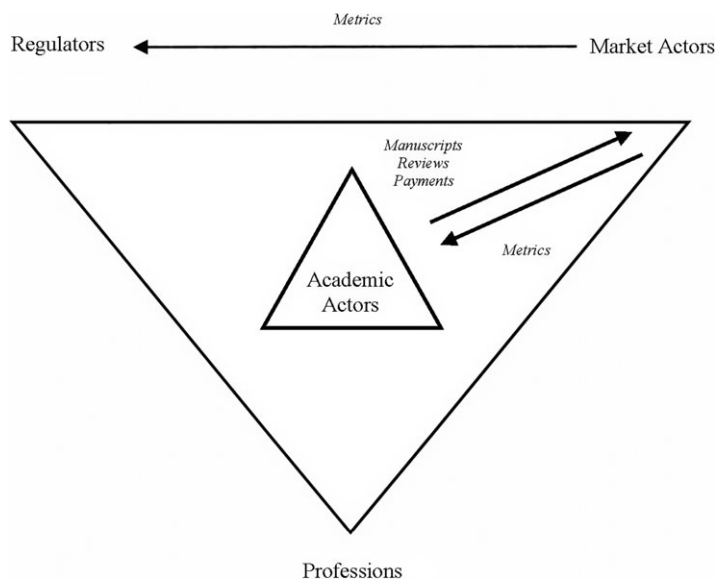 Metrics
Regulators
Market Actors
Manuscripts
Reviews
Payments
Metrics
Academic
Actors
Professions